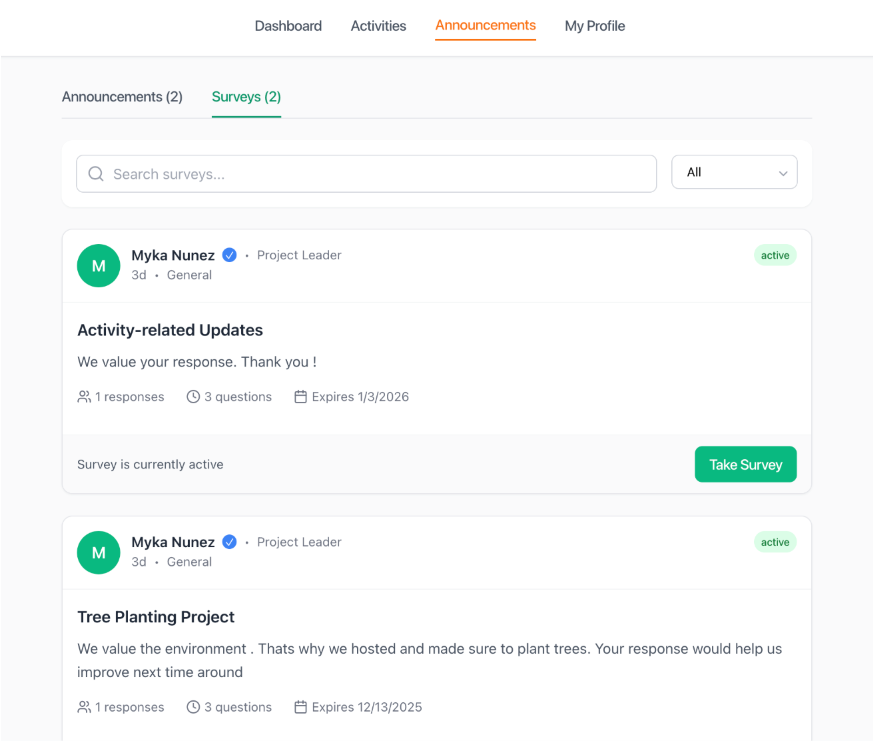 Dashboard Activities Announcements My Profile
Announcements (2) Surveys (2)
Search surveys... All
M Myka Nunez • Project Leader active
3d • General
Activity-related Updates
We value your response. Thank you !
1 responses 3 questions Expires 1/3/2026
Survey is currently active Take Survey
M Myka Nunez • Project Leader active
3d • General
Tree Planting Project
We value the environment . Thats why we hosted and made sure to plant trees. Your response would help us
improve next time around
1 responses 3 questions Expires 12/13/2025